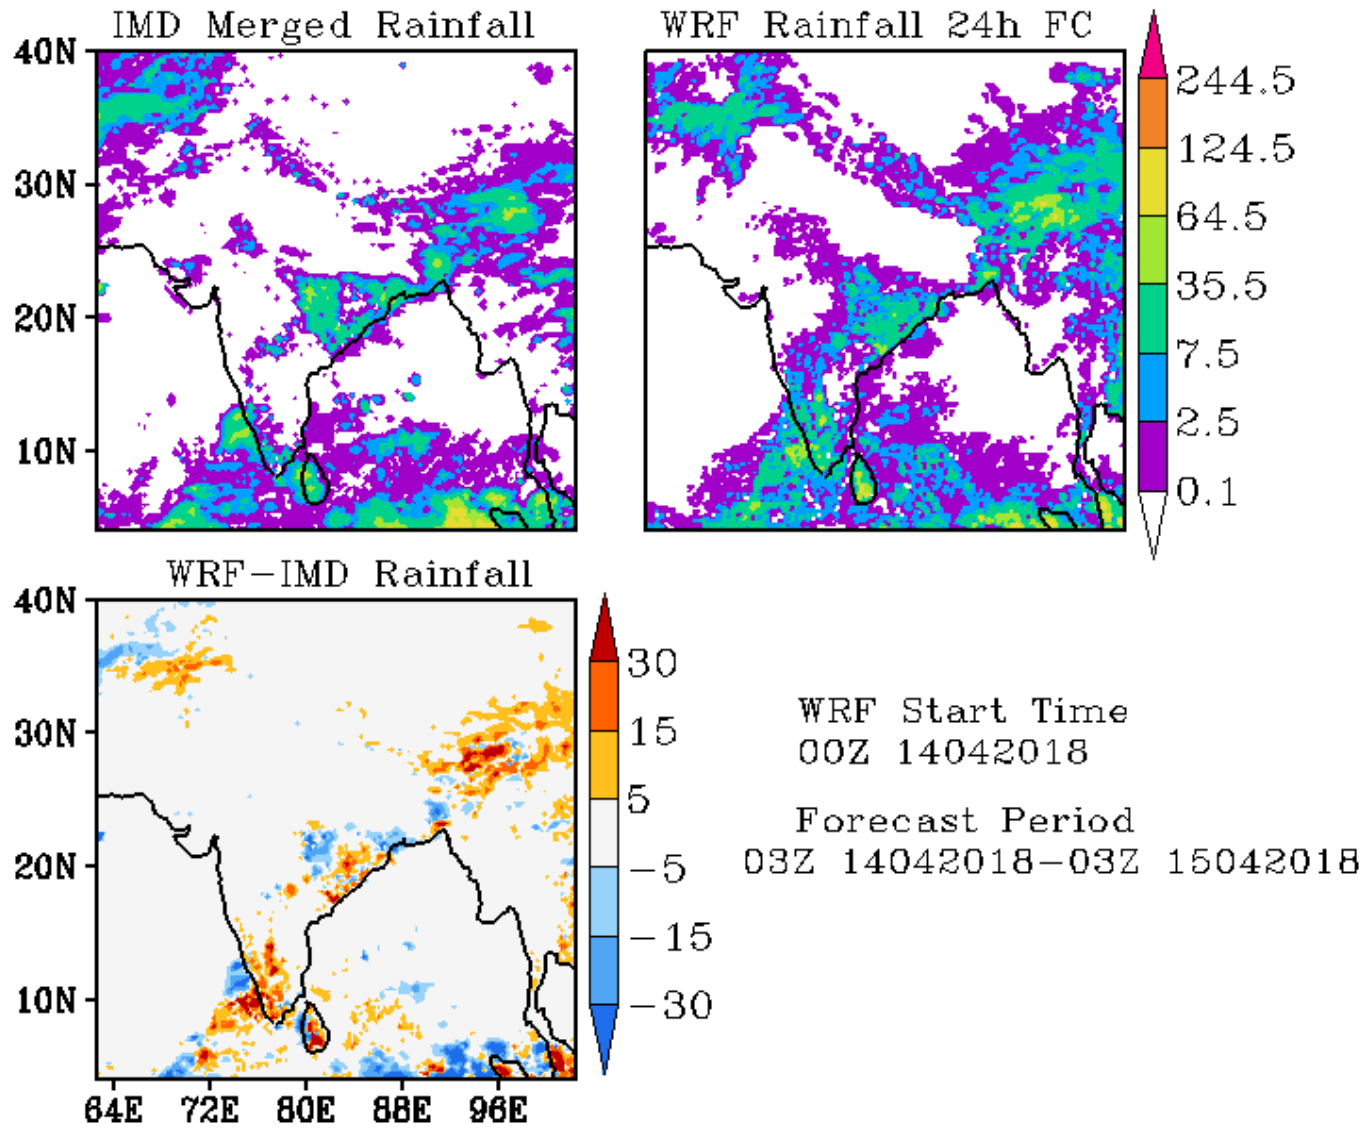 IMD Merged Rainfall
WRF Rainfall 24h FC
40N
30N
20N
10N
244.5
124.5
64.5
35.5
7.5
2.5
0.1
WRF-IMD Rainfall
40N
30N
20N
10N
64E 72E 80E 88E 96E
30
15
5
-5
-15
-30
WRF Start Time
00Z 14042018
Forecast Period
03Z 14042018-03Z 15042018